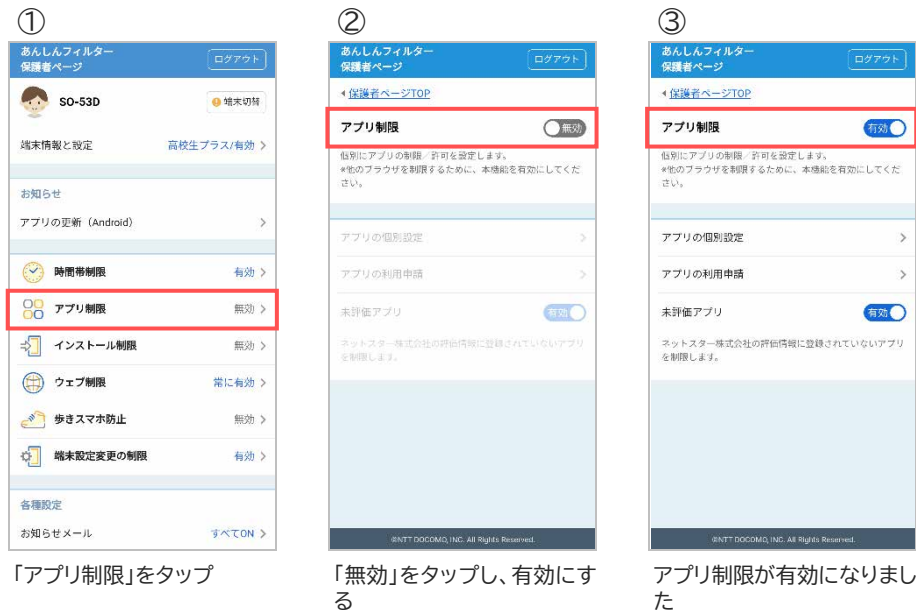 ①
あんしんフィルター
保護者ページ
ログアウト
SO-53D
端末切替
端末情報と設定
高校生プラス/有効
お知らせ
アプリの更新（Android）
時間帯制限
有効
アプリ制限
無効
インストール制限
無効
ウェブ制限
常に有効
歩きスマホ防止
無効
端末設定変更の制限
有効
各種設定
お知らせメール
すべてON
「アプリ制限」をタップ
②
あんしんフィルター
保護者ページ
ログアウト
保護者ページTOP
アプリ制限
無効
個別にアプリの制限／許可を設定します。
※他のブラウザを制限するために、本機能を有効にしてくだ
さい。
アプリの個別設定
アプリの利用申請
未評価アプリ
有効
ネットスター株式会社の評価情報に登録されていないアプリ
を制限します。
©NTT DOCOMO, INC. All Rights Reserved.
「無効」をタップし、有効にす
る
③
あんしんフィルター
保護者ページ
ログアウト
保護者ページTOP
アプリ制限
有効
個別にアプリの制限／許可を設定します。
※他のブラウザを制限するために、本機能を有効にしてくだ
さい。
アプリの個別設定
アプリの利用申請
未評価アプリ
有効
ネットスター株式会社の評価情報に登録されていないアプリ
を制限します。
©NTT DOCOMO, INC. All Rights Reserved.
アプリ制限が有効になりまし
た